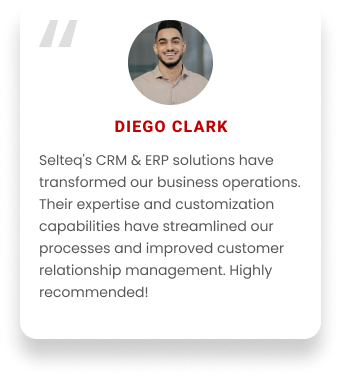 DIEGO CLARK
Selteq's CRM & ERP solutions have
transformed our business operations.
Their expertise and customization
capabilities have streamlined our
processes and improved customer
relationship management. Highly
recommended!